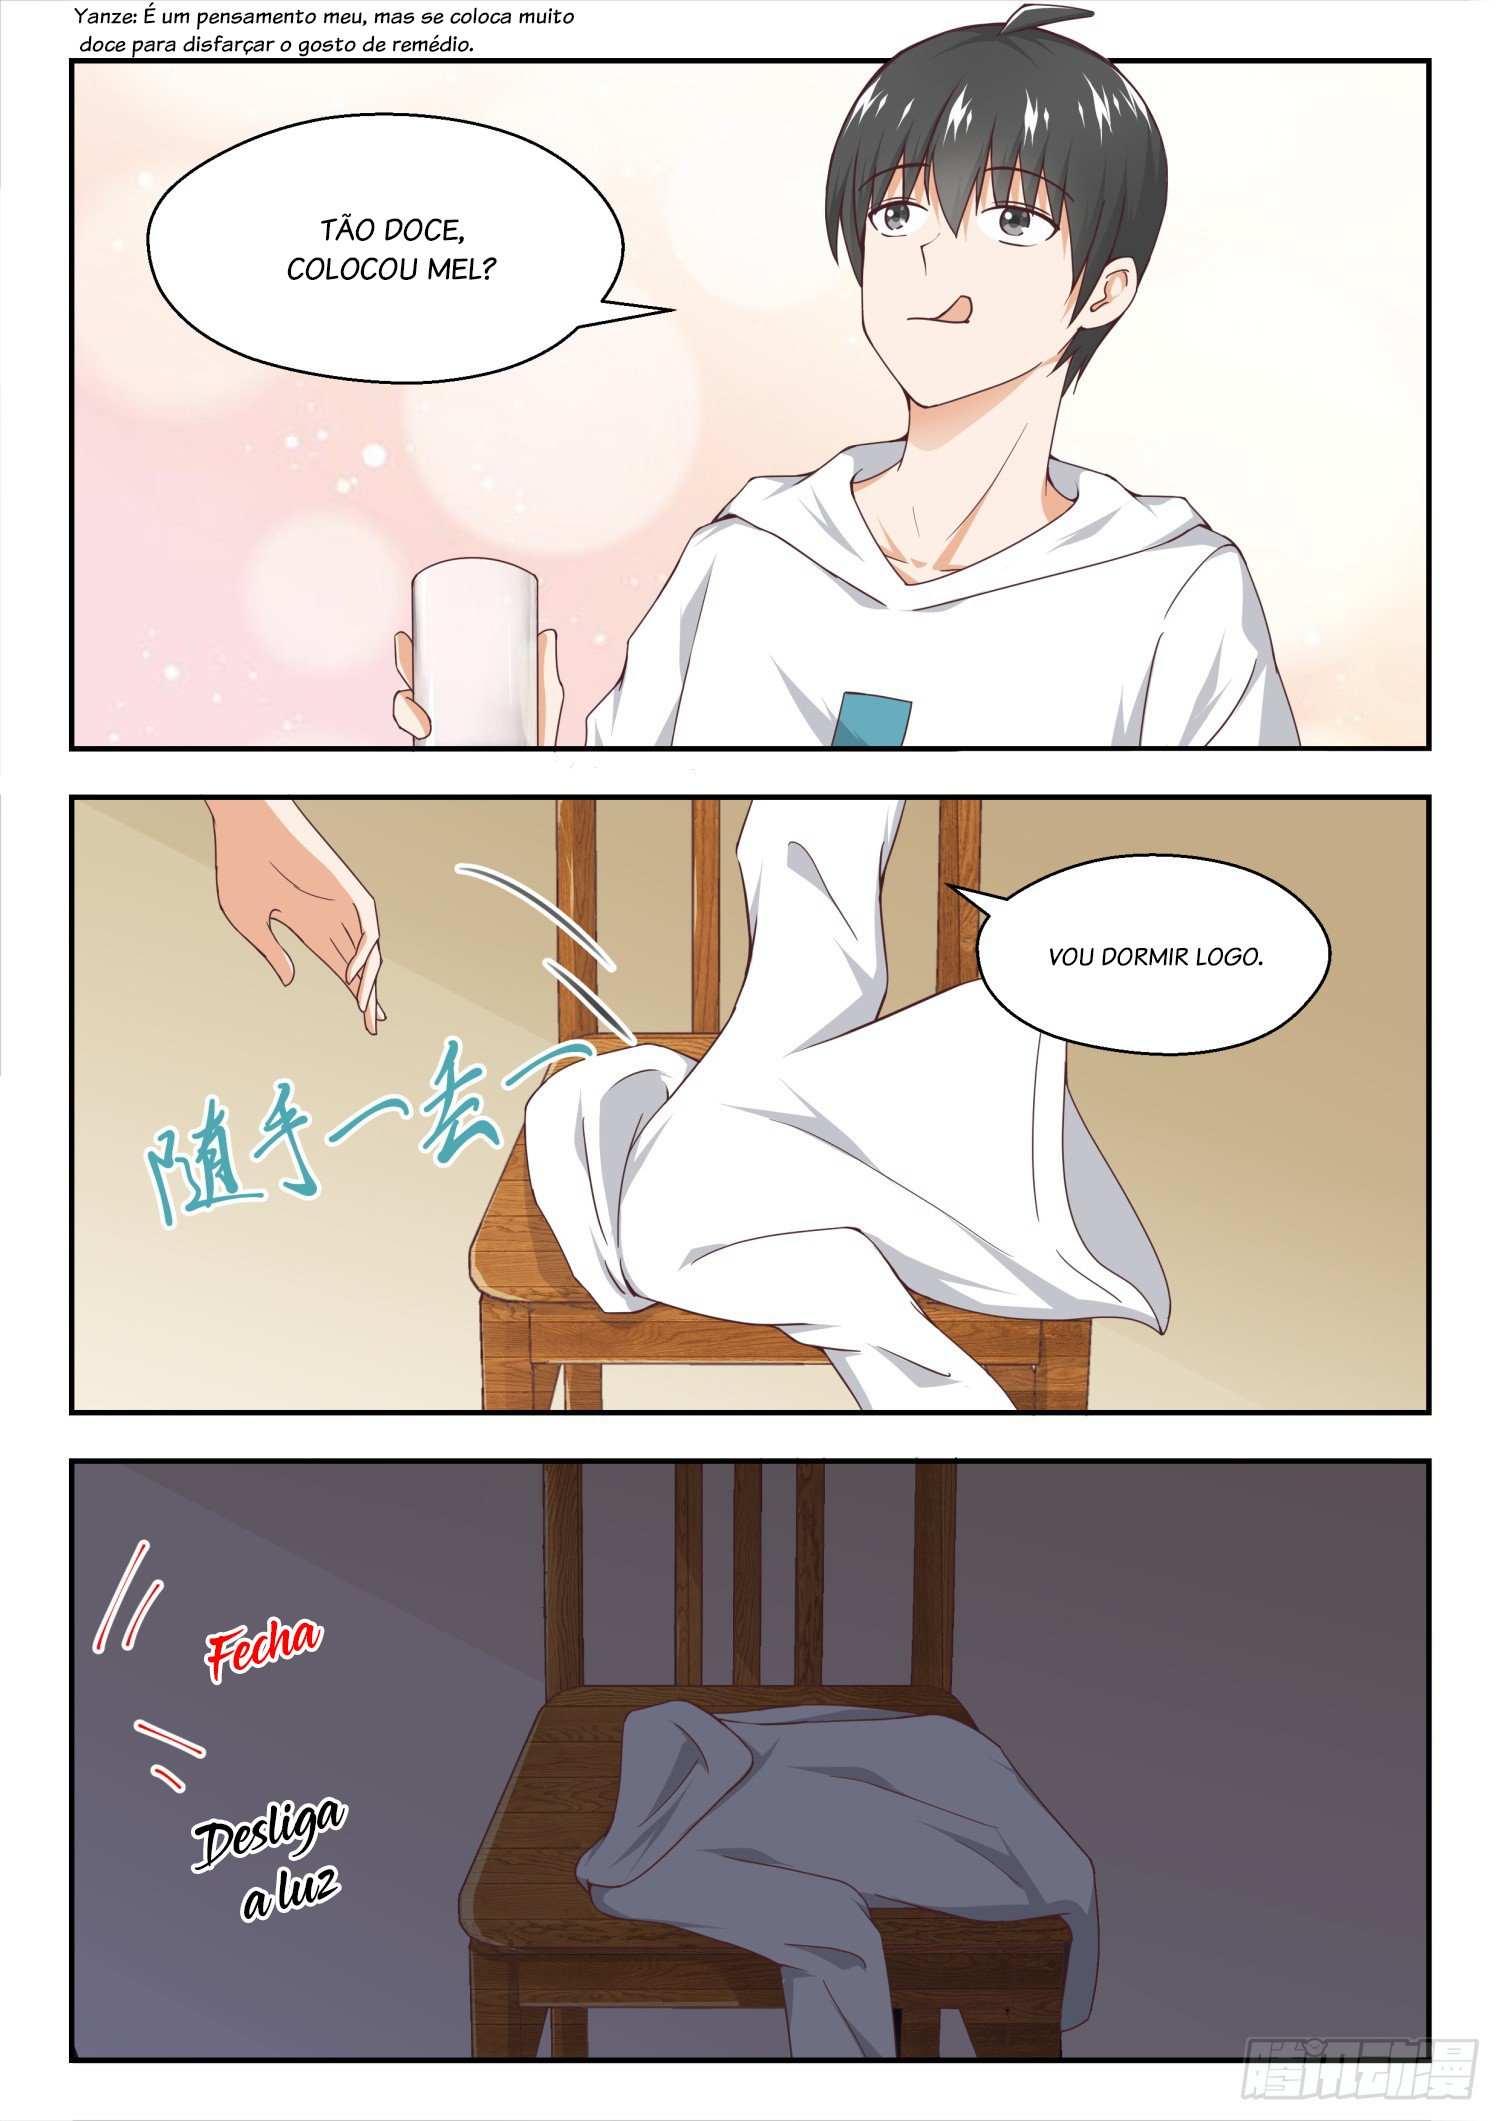 Yanze: É um pensamento meu, mas se coloca muito
doce para disfarçar o gosto de remédio.
TÃO DOCE,
COLOCOU MEL?
VOU DORMIR LOGO.
随手一丢
Fecha
Desliga
a luz
腾讯动漫